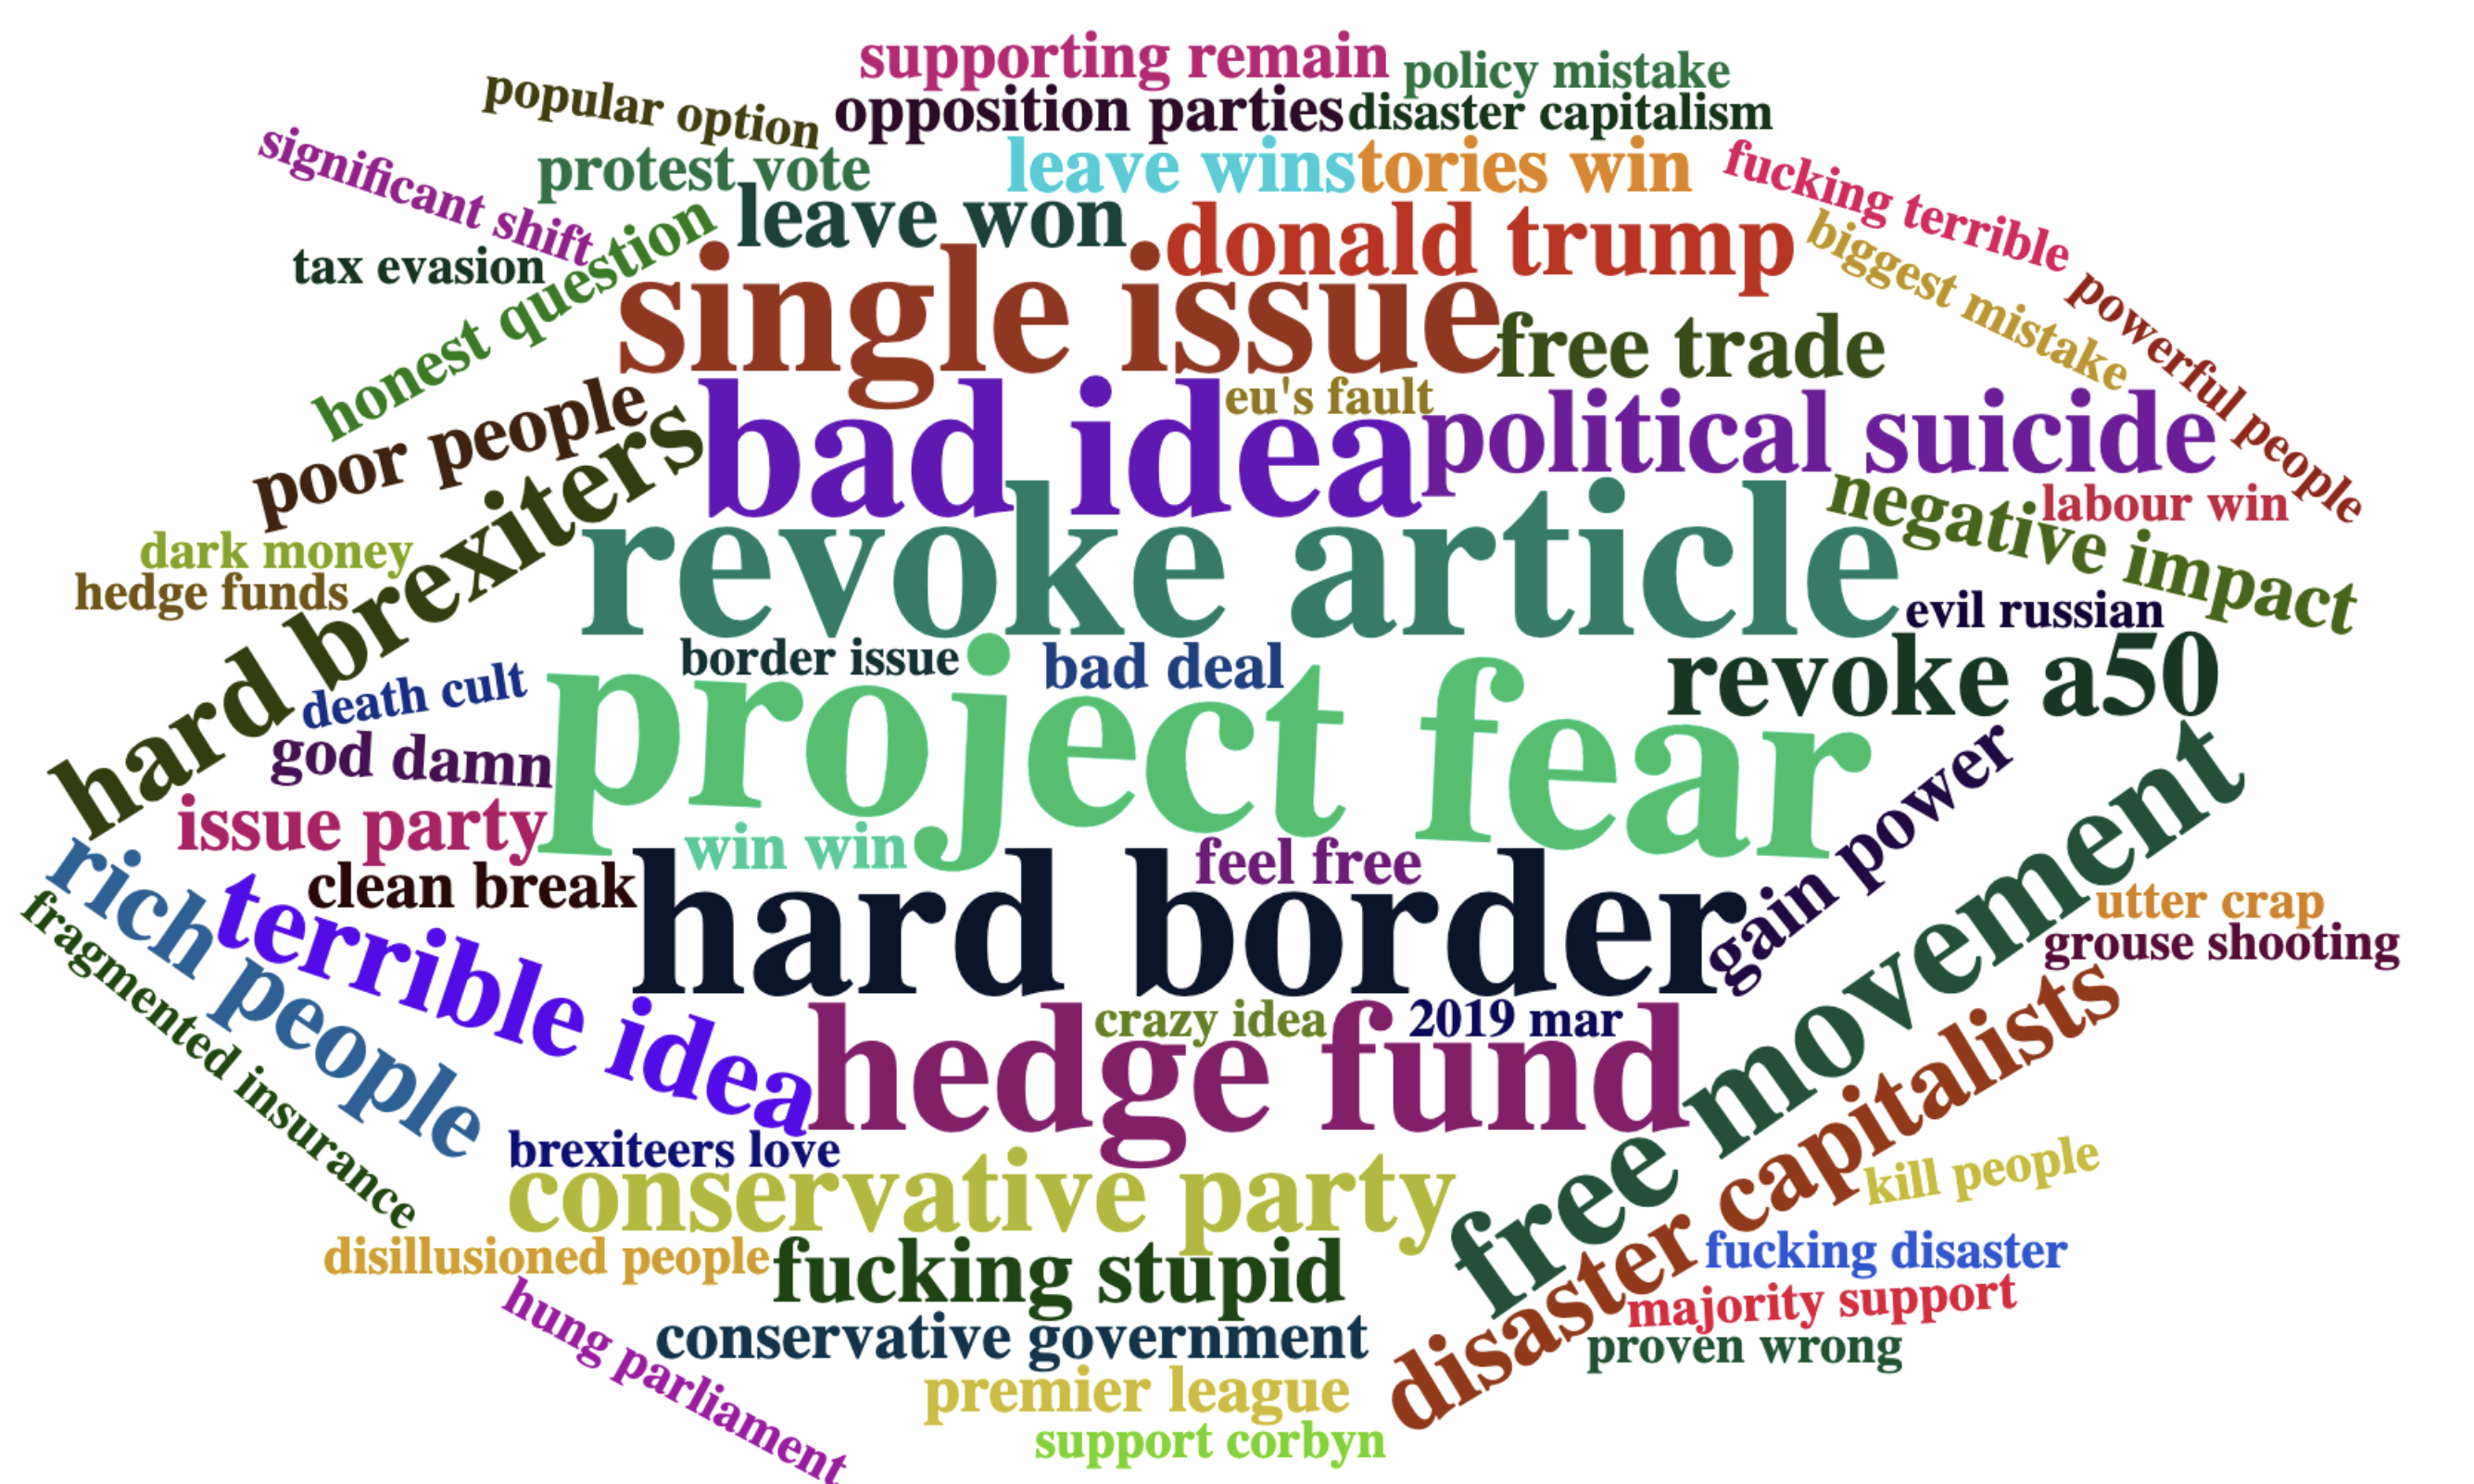 supporting remain
policy mistake
popular option
opposition parties
disaster capitalism
significant shift
protest vote
leave wins
tories win
fucking terrible
leave won
donald trump
biggest mistake
tax evasion
honest question
single issue
free trade
powerful people
poor people
bad idea
eu's fault
political suicide
hard brexiters
revoke article
negative impact
labour win
dark money
hedge funds
evil russian
border issue
bad deal
revoke a50
death cult
project fear
god damn
issue party
win win
feel free
gain power
free movement
rich people
clean break
hard border
utter crap
grouse shooting
fragmented insurance
terrible idea
crazy idea
2019 mar
hedge fund
disaster capitalists
brexiteers love
conservative party
kill people
disillusioned people
fucking stupid
fucking disaster
majority support
hung parliament
conservative government
proven wrong
premier league
support corbyn